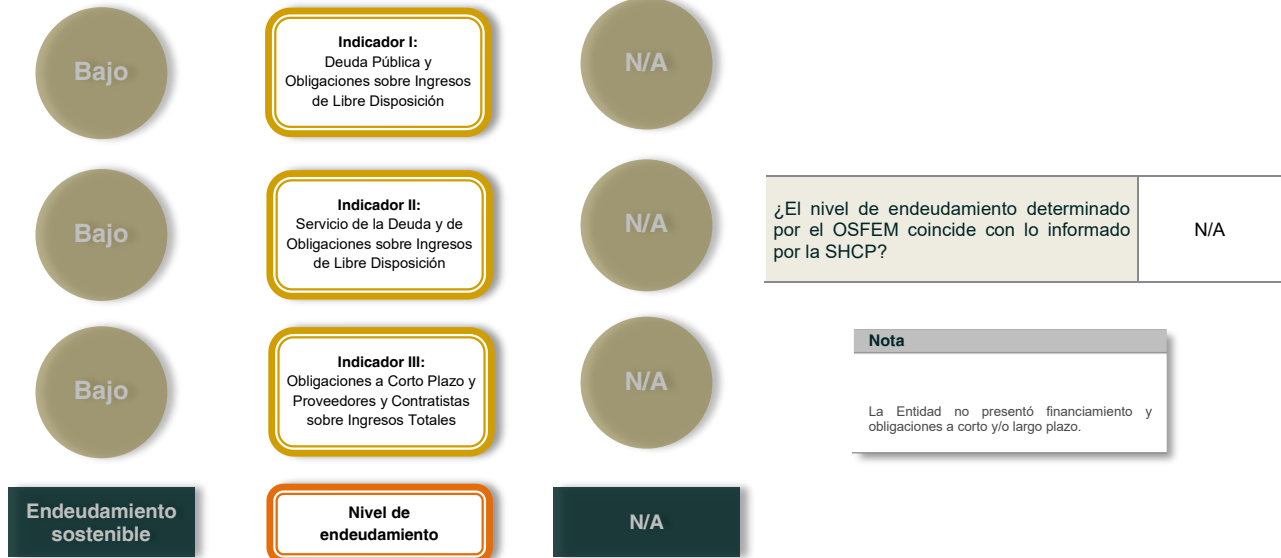 Bajo
Indicador I:
Deuda Pública y
Obligaciones sobre Ingresos
de Libre Disposición
N/A
Bajo
Indicador II:
Servicio de la Deuda y de
Obligaciones sobre Ingresos
de Libre Disposición
N/A
¿El nivel de endeudamiento determinado
por el OSFEM coincide con lo informado
por la SHCP?
N/A
Bajo
Indicador III:
Obligaciones a Corto Plazo y
Proveedores y Contratistas
sobre Ingresos Totales
N/A
Nota
La Entidad no presentó financiamiento y
obligaciones a corto y/o largo plazo.
Endeudamiento
sostenible
Nivel de
endeudamiento
N/A